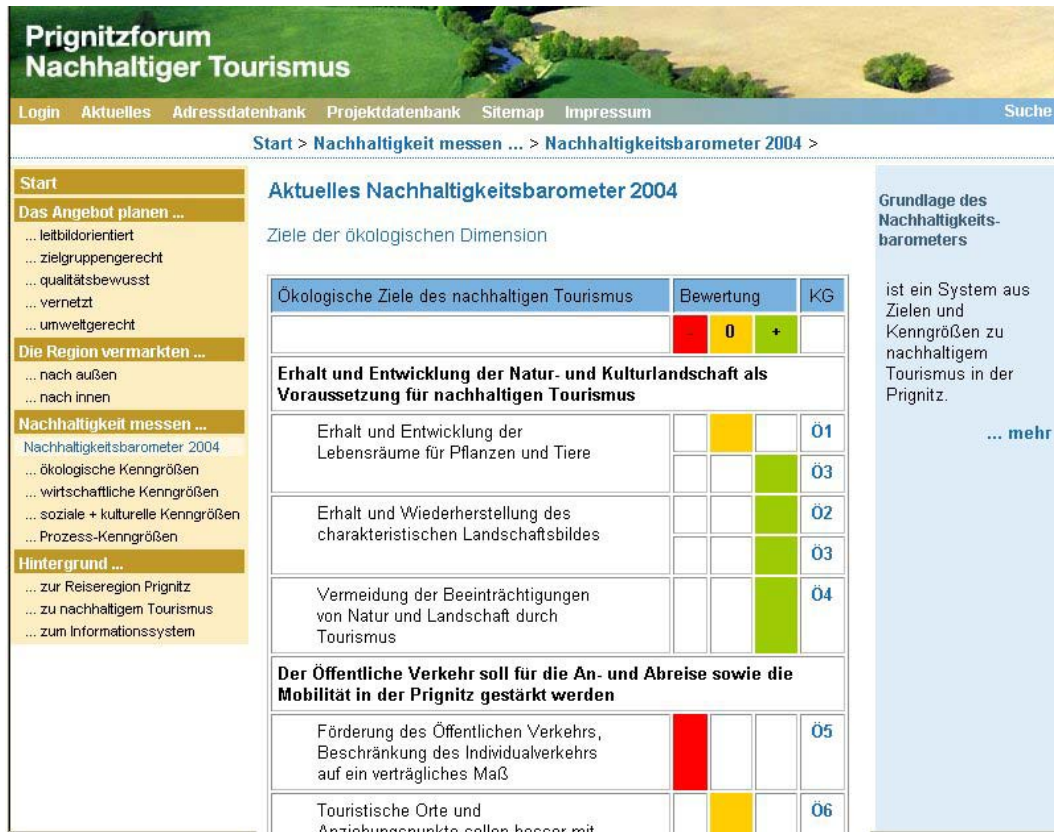 Prignitzforum
Nachhaltiger Tourismus
Login Aktuelles Adressdatenbank Projektdatenbank Sitemap Impressum Suche
Start > Nachhaltigkeit messen ... > Nachhaltigkeitsbarometer 2004 >
Start
Das Angebot planen ...
... leitbildorientiert
... zielgruppengerecht
... qualitätsbewusst
... vernetzt
... umweltgerecht
Die Region vermarkten ...
... nach außen
... nach innen
Nachhaltigkeit messen ...
Nachhaltigkeitsbarometer 2004
... ökologische Kenngrößen
... wirtschaftliche Kenngrößen
... soziale + kulturelle Kenngrößen
... Prozess-Kenngrößen
Hintergrund ...
... zur Reiseregion Prignitz
... zu nachhaltigem Tourismus
... zum Informationssystem
Aktuelles Nachhaltigkeitsbarometer 2004
Ziele der ökologischen Dimension
Ökologische Ziele des nachhaltigen Tourismus Bewertung KG
- 0 +
Erhalt und Entwicklung der Natur- und Kulturlandschaft als
Voraussetzung für nachhaltigen Tourismus
Erhalt und Entwicklung der
Lebensräume für Pflanzen und Tiere
Ö1
Ö3
Erhalt und Wiederherstellung des
charakteristischen Landschaftsbildes
Ö2
Ö3
Vermeidung der Beeinträchtigungen
von Natur und Landschaft durch
Tourismus
Ö4
Der Öffentliche Verkehr soll für die An- und Abreise sowie die
Mobilität in der Prignitz gestärkt werden
Förderung des Öffentlichen Verkehrs,
Beschränkung des Individualverkehrs
auf ein verträgliches Maß
Ö5
Touristische Orte und
Anziehungspunkte sollen besser mit
Ö6
Grundlage des
Nachhaltigkeits-
barometers
ist ein System aus
Zielen und
Kenngrößen zu
nachhaltigem
Tourismus in der
Prignitz.
... mehr